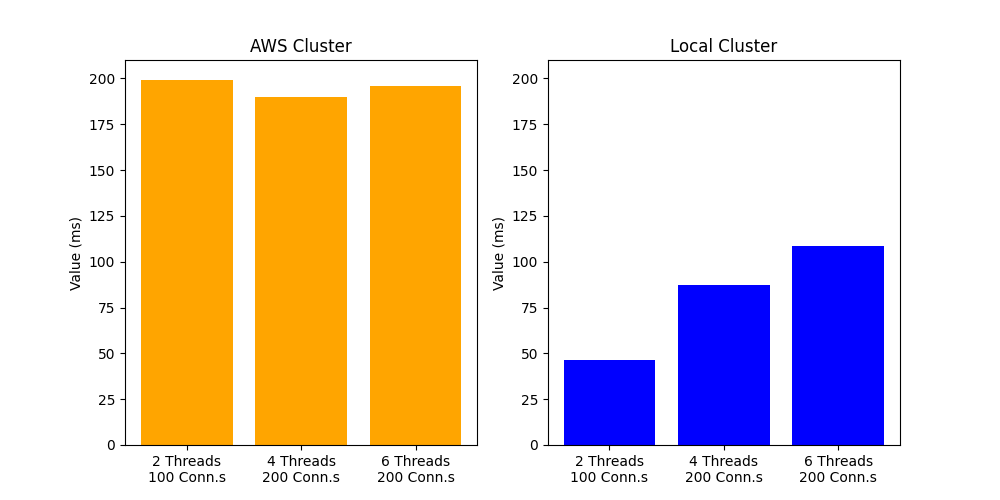 AWS Cluster
Value (ms)
200
175
150
125
100
75
50
25
0
2 Threads
100 Conn.s
4 Threads
200 Conn.s
6 Threads
200 Conn.s
Local Cluster
Value (ms)
200
175
150
125
100
75
50
25
0
2 Threads
100 Conn.s
4 Threads
200 Conn.s
6 Threads
200 Conn.s